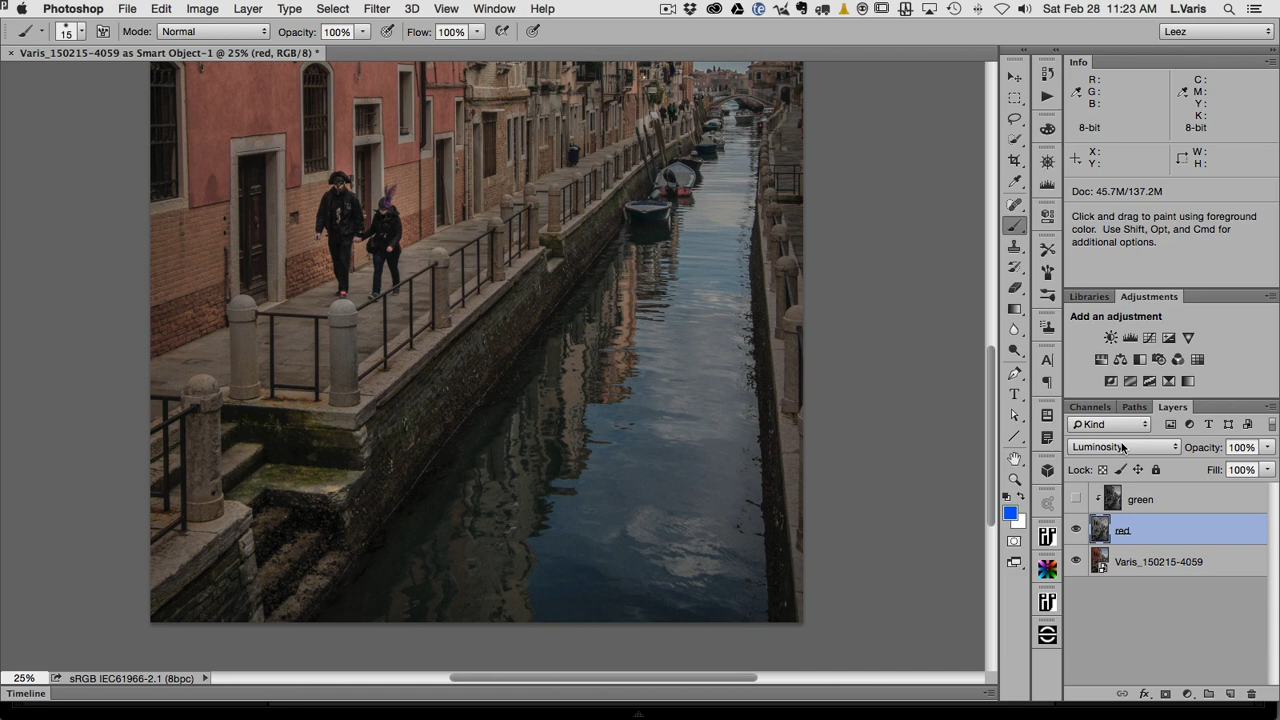 Photoshop File Edit Image Layer Type Select Filter 3D View Window Help Sat Feb 28 11:23 AM L.Varis
15 Mode: Normal Opacity: 100% Flow: 100% Leez
× Varis_150215-4059 as Smart Object-1 @ 25% (red, RGB/8) *
Info
R: C:
G: M:
B: Y:
K:
8-bit 8-bit
X: W:
Y: H:
Doc: 45.7M/137.2M
Click and drag to paint using foreground
color. Use Shift, Opt, and Cmd for
additional options.
Libraries Adjustments
Add an adjustment
Channels Paths Layers
Kind
Luminosity Opacity: 100%
Lock: Fill: 100%
green
red
Varis_150215-4059
25% sRGB IEC61966-2.1 (8bpc)
Timeline